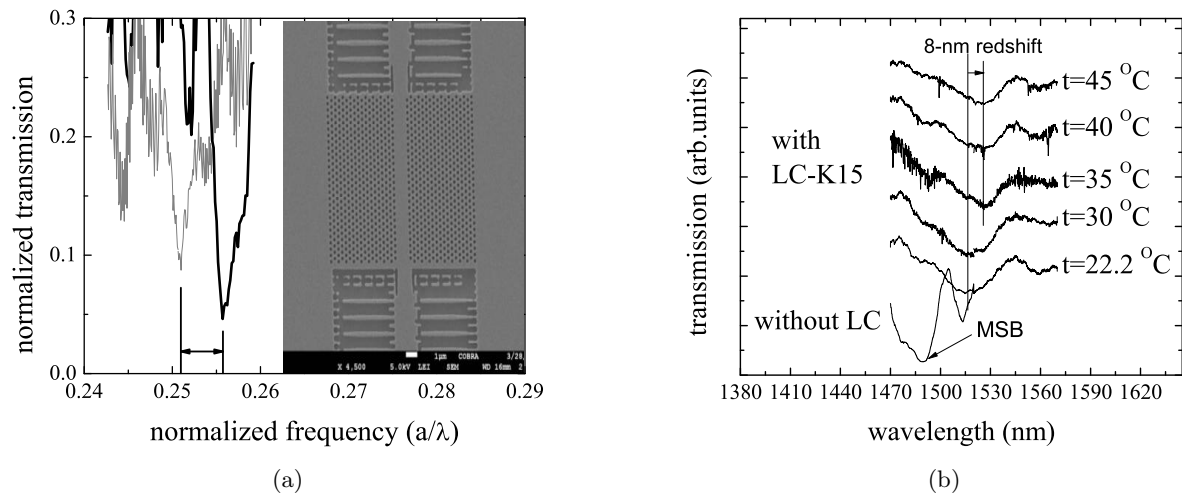 0.3
0.2
0.1
0.0
normalized transmission
0.24
0.25
0.26
0.27
0.28
0.29
normalized frequency (a/λ)
1μm COBRA 3/28,
X 4,500 5.0kV LEI SEM WD 16mm 2
(a)
8-nm redshift
t=45 °C
t=40 °C
with
LC-K15
t=35 °C
t=30 °C
t=22.2 °C
without LC
MSB
transmission (arb.units)
1380 1410 1440 1470 1500 1530 1560 1590 1620
wavelength (nm)
(b)